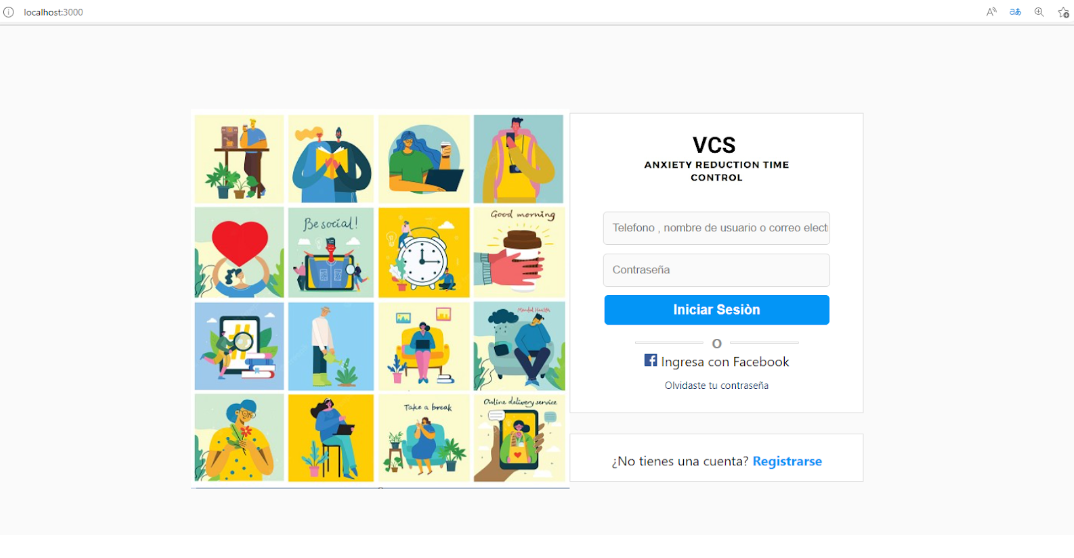 localhost:3000
Be social!
Good morning
Mental Health
Take a break
Online delivery service
VCS
ANXIETY REDUCTION TIME
CONTROL
Telefono , nombre de usuario o correo elect
Contraseña
Iniciar Sesiòn
O
Ingresa con Facebook
Olvidaste tu contraseña
¿No tienes una cuenta? Registrarse